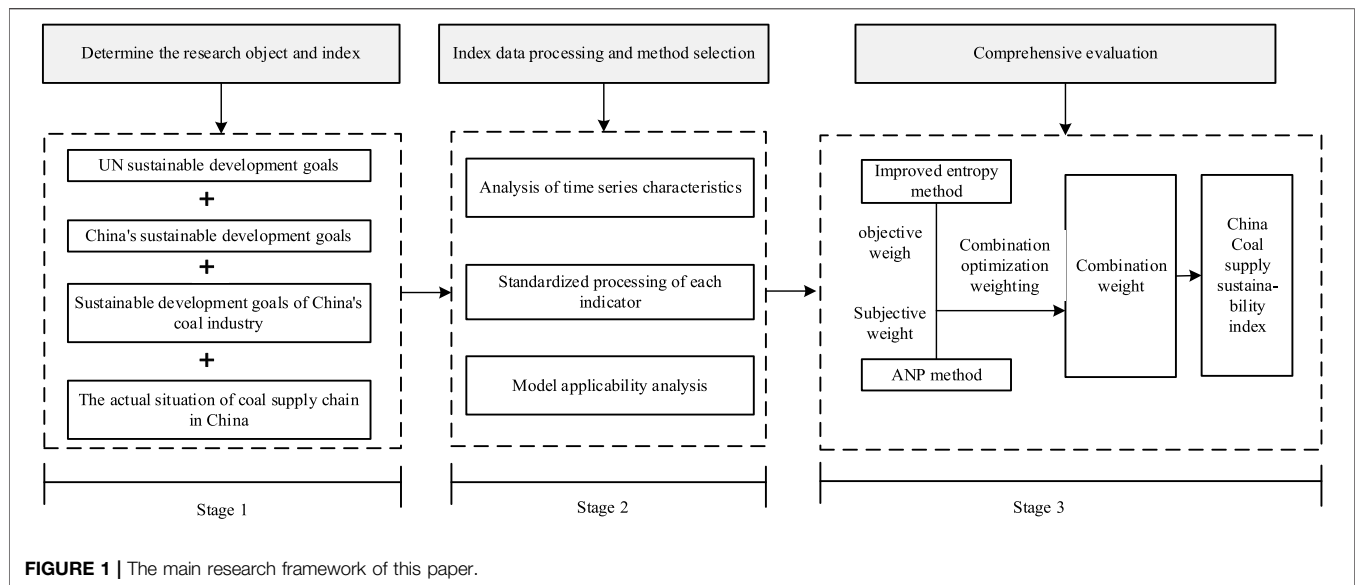 Determine the research object and index
Index data processing and method selection
Comprehensive evaluation
UN sustainable development goals
+
China's sustainable development goals
+
Sustainable development goals of China's
coal industry
+
The actual situation of coal supply chain
in China
Analysis of time series characteristics
Standardized processing of each
indicator
Model applicability analysis
Improved entropy
method
objective
weigh
Subjective
weight
ANP method
Combination
optimization
weighting
Combination
weight
China
Coal
supply
sustaina-
bility
index
Stage 1
Stage 2
Stage 3
FIGURE 1 | The main research framework of this paper.